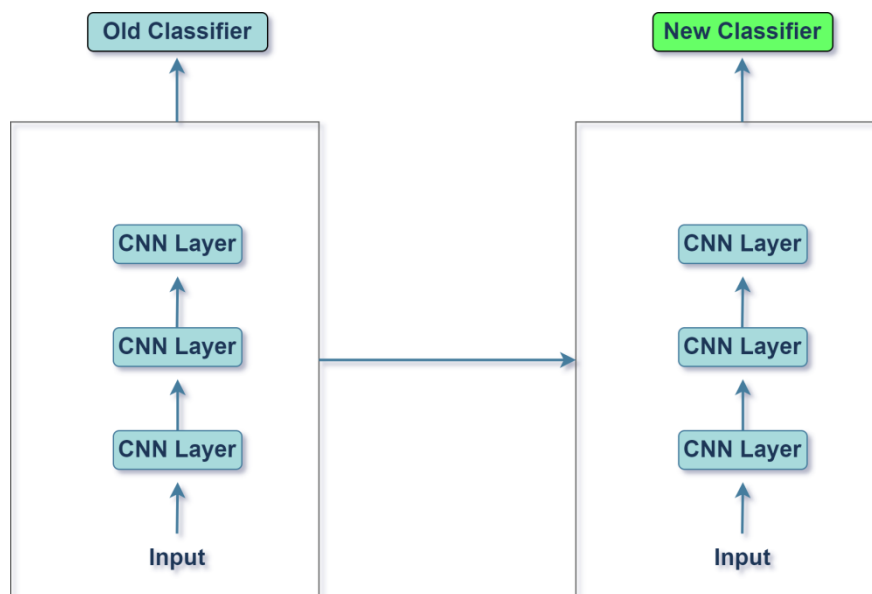 Old Classifier
CNN Layer
CNN Layer
CNN Layer
Input
New Classifier
CNN Layer
CNN Layer
CNN Layer
Input